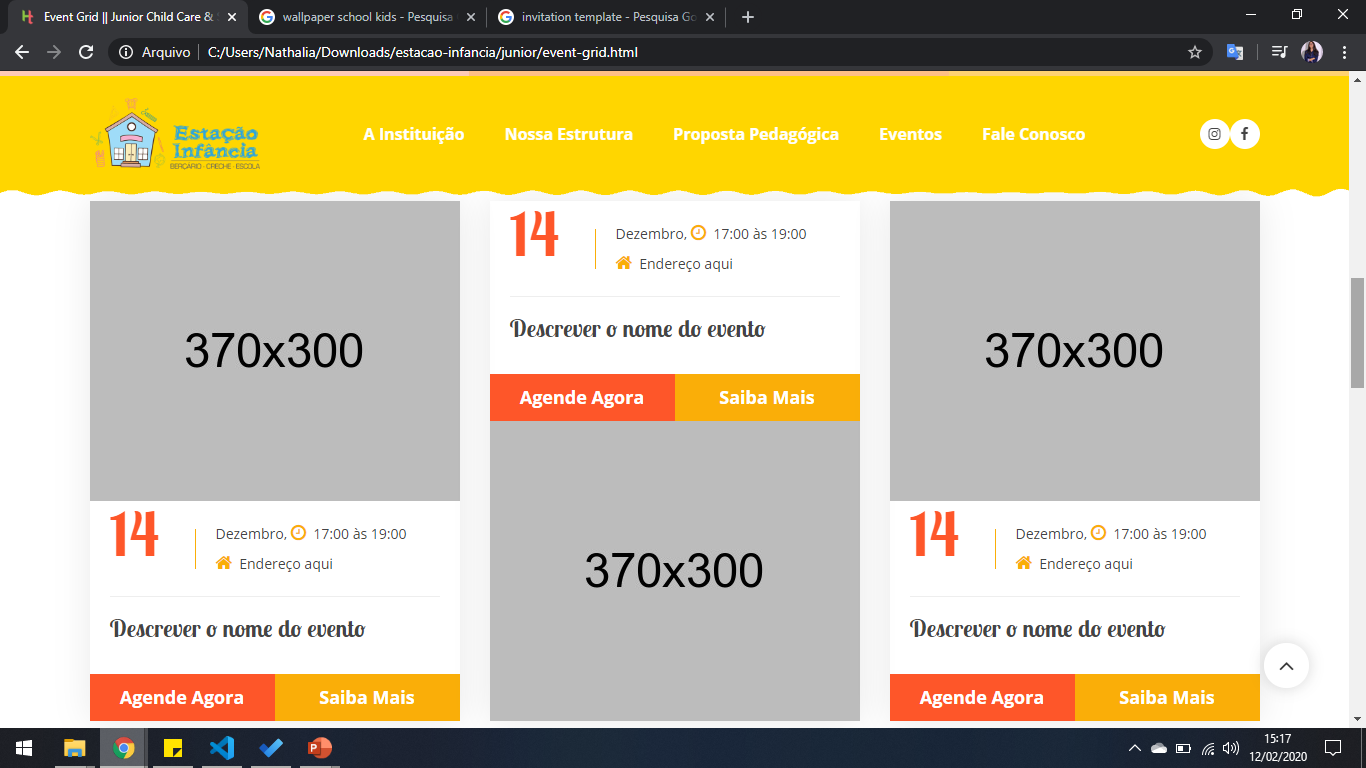 Event Grid || Junior Child Care &
wallpaper school kids - Pesquisa
invitation template - Pesquisa Go
Arquivo
C:/Users/Nathalia/Downloads/estacao-infancia/junior/event-grid.html
Estação
Infância
BERÇÁRIO - CRECHE - ESCOLA
A Instituição
Nossa Estrutura
Proposta Pedagógica
Eventos
Fale Conosco
370x300
14
Dezembro, 17:00 às 19:00
Endereço aqui
Descrever o nome do evento
Agende Agora
Saiba Mais
14
Dezembro, 17:00 às 19:00
Endereço aqui
Descrever o nome do evento
Agende Agora
Saiba Mais
370x300
370x300
14
Dezembro, 17:00 às 19:00
Endereço aqui
Descrever o nome do evento
Agende Agora
Saiba Mais
15:17
12/02/2020